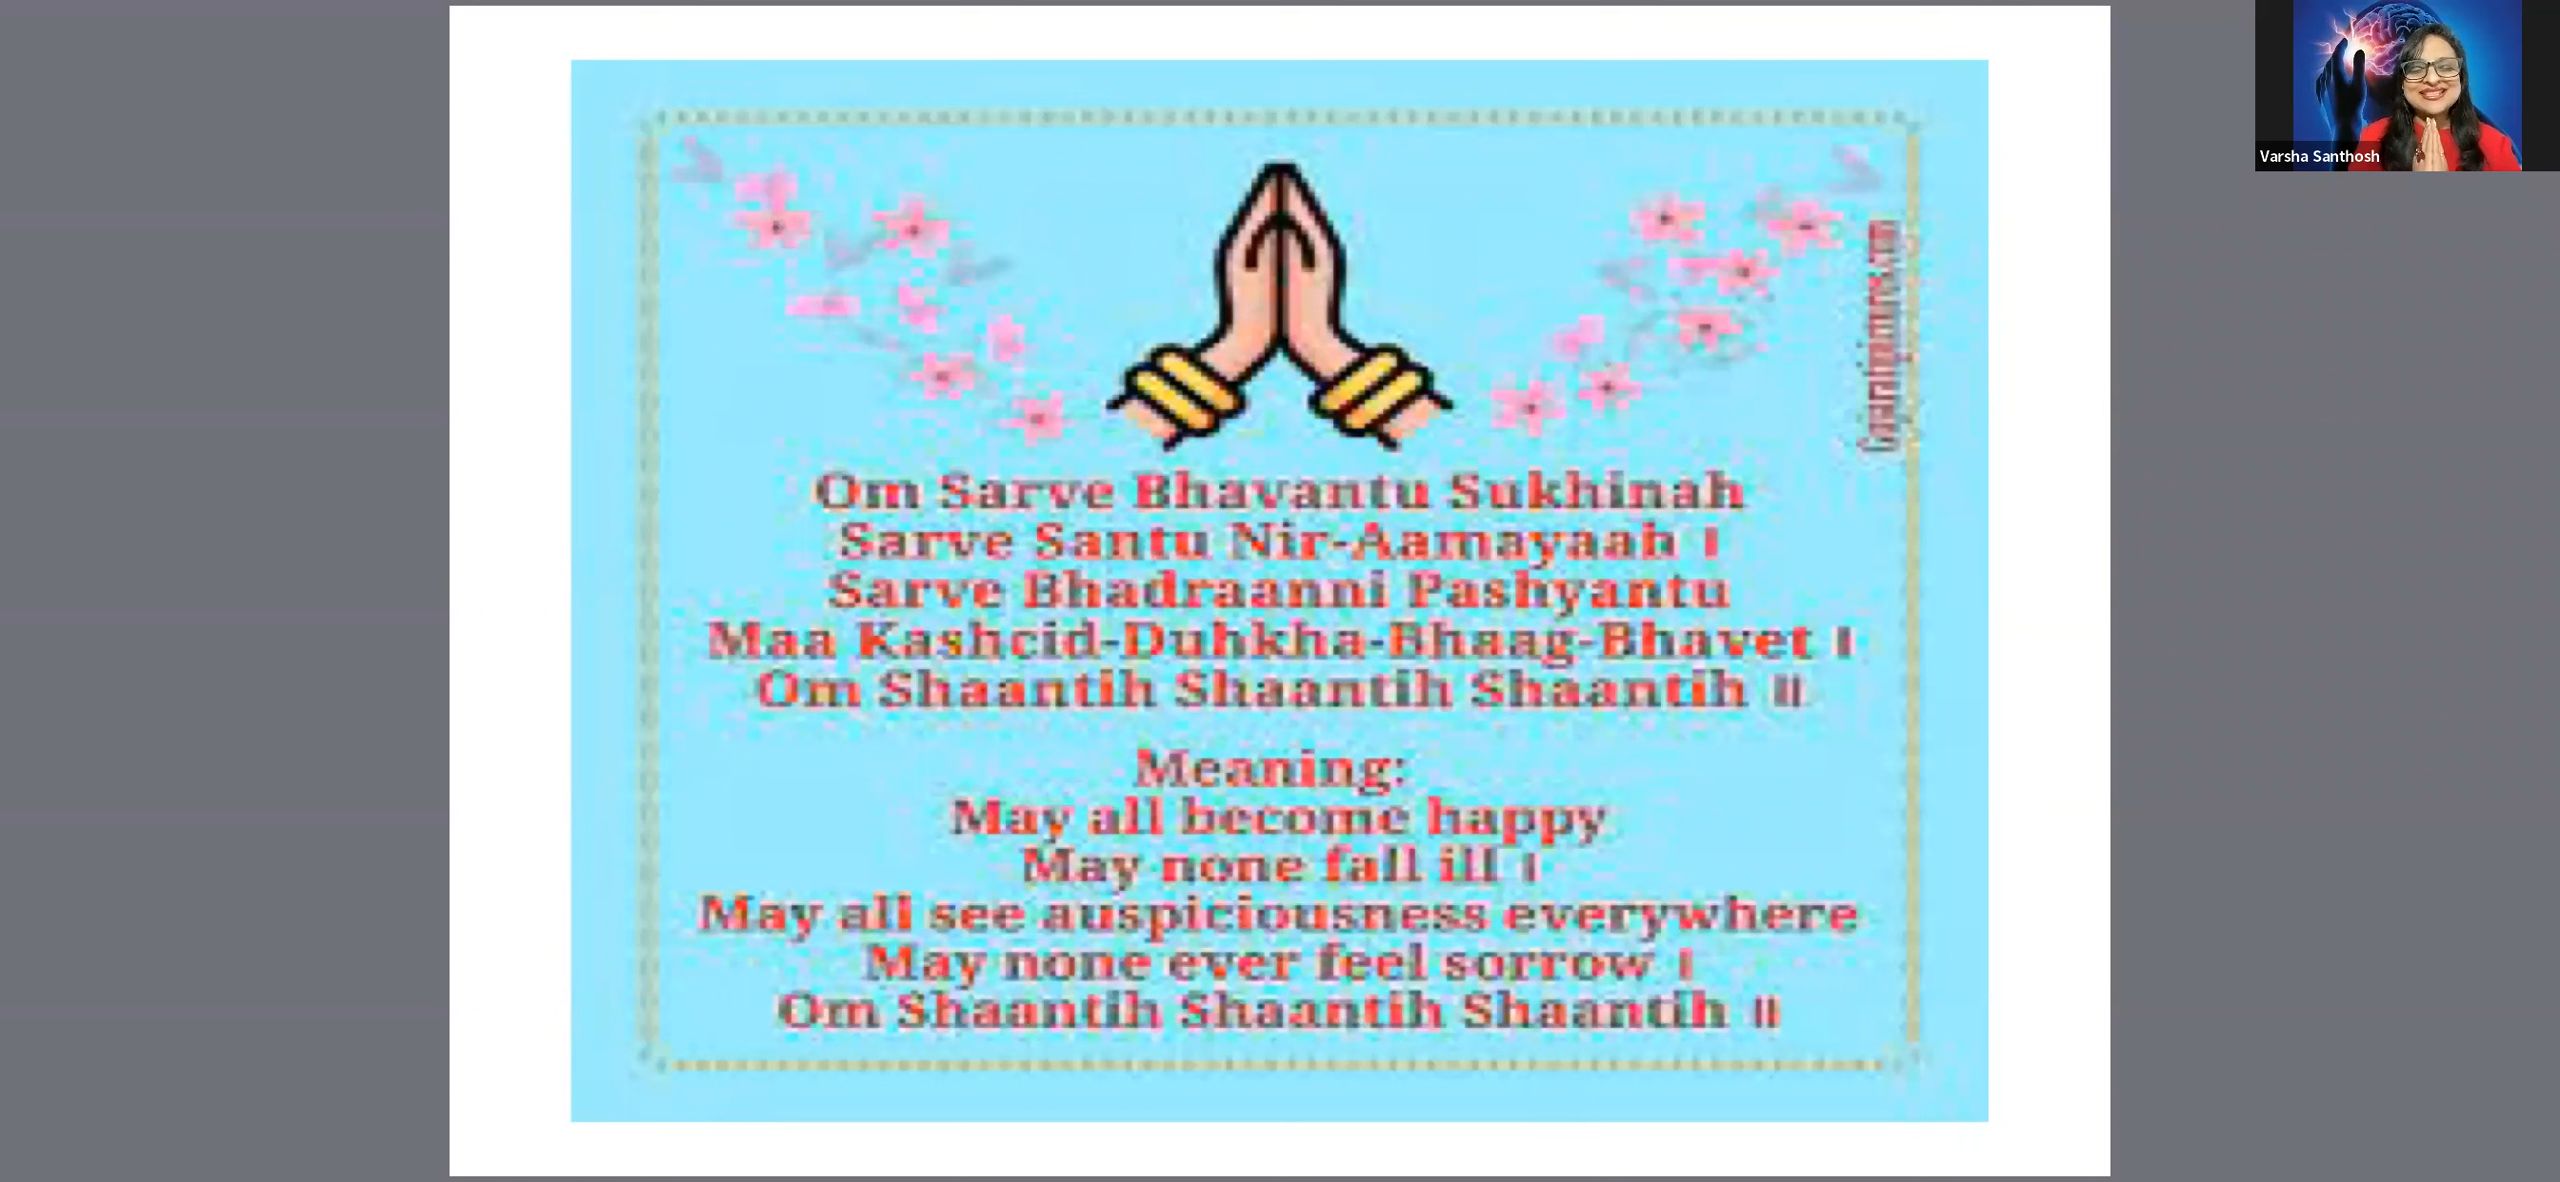 Om Sarve Bhavantu Sukhinah
Sarve Santu Nir-Aamayaah ।
Sarve Bhadraanni Pashyantu
Maa Kashcid-Duhkha-Bhaag-Bhavet ।
Om Shaantih Shaantih Shaantih ॥
Meaning:
May all become happy
May none fall ill ।
May all see auspiciousness everywhere
May none ever feel sorrow ।
Om Shaantih Shaantih Shaantih ॥
Varsha Santhosh